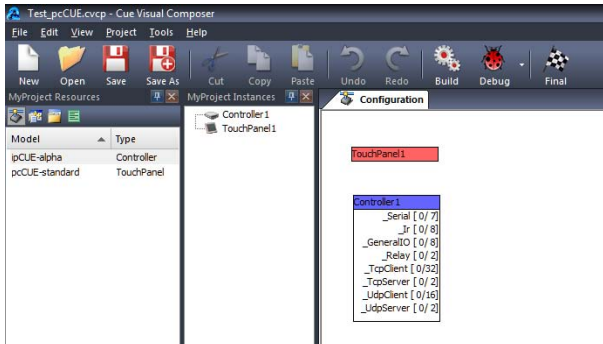 Test_pcCUE.cvcp - Cue Visual Composer
File Edit View Project Tools Help
New Open Save Save As Cut Copy Paste Undo Redo Build Debug Final
MyProject Resources
MyProject Instances
Configuration
Model Type
ipCUE-alpha Controller
pcCUE-standard TouchPanel
Controller1
TouchPanel1
TouchPanel1
Controller1
_Serial [ 0/ 7]
_Ir [ 0/ 8]
_GeneralIO [ 0/ 8]
_Relay [ 0/ 2]
_TcpClient [ 0/32]
_TcpServer [ 0/ 2]
_UdpClient [ 0/16]
_UdpServer [ 0/ 2]